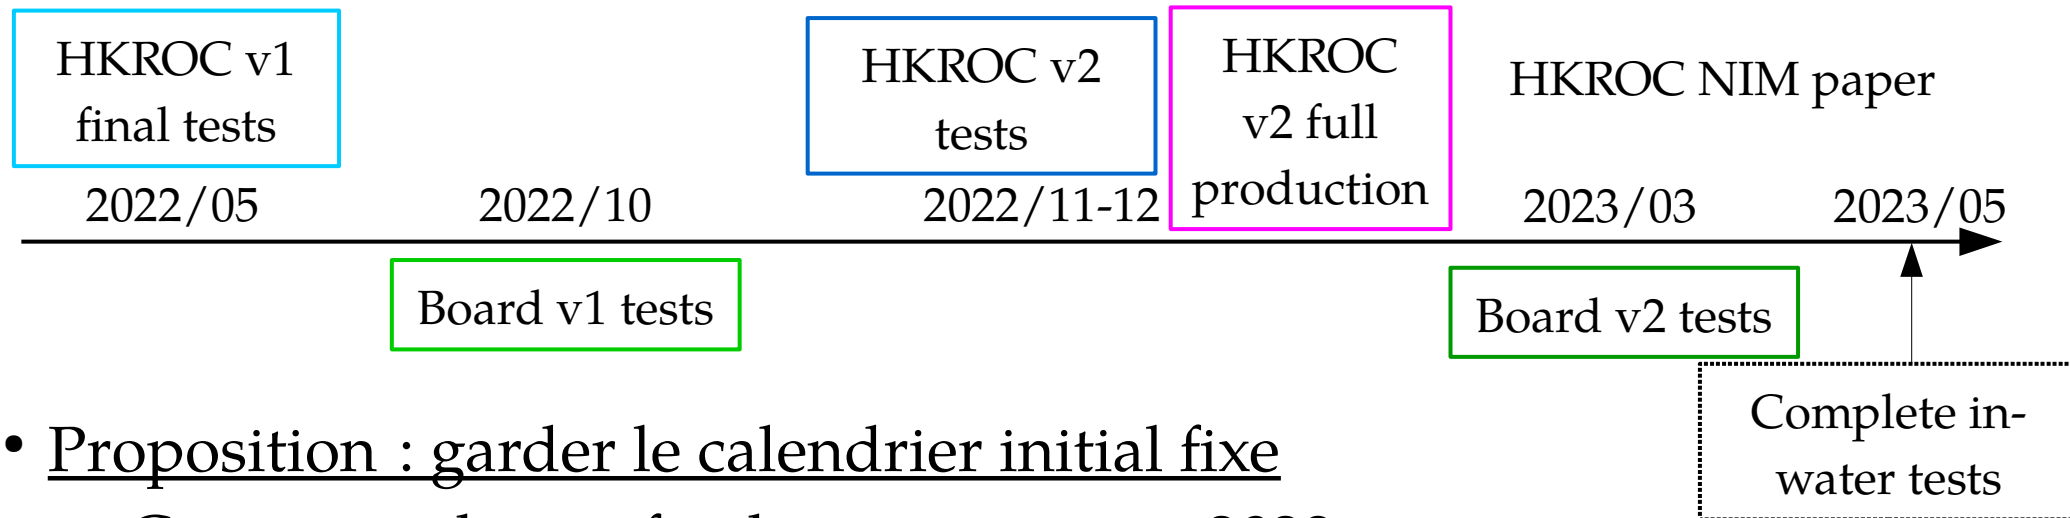 HKROC v1
final tests
HKROC v2
tests
HKROC
v2 full
production
HKROC NIM paper
2022/05
2022/10
2022/11-12
2023/03
2023/05
Board v1 tests
Board v2 tests
Complete in-
water tests
• Proposition : garder le calendrier initial fixe